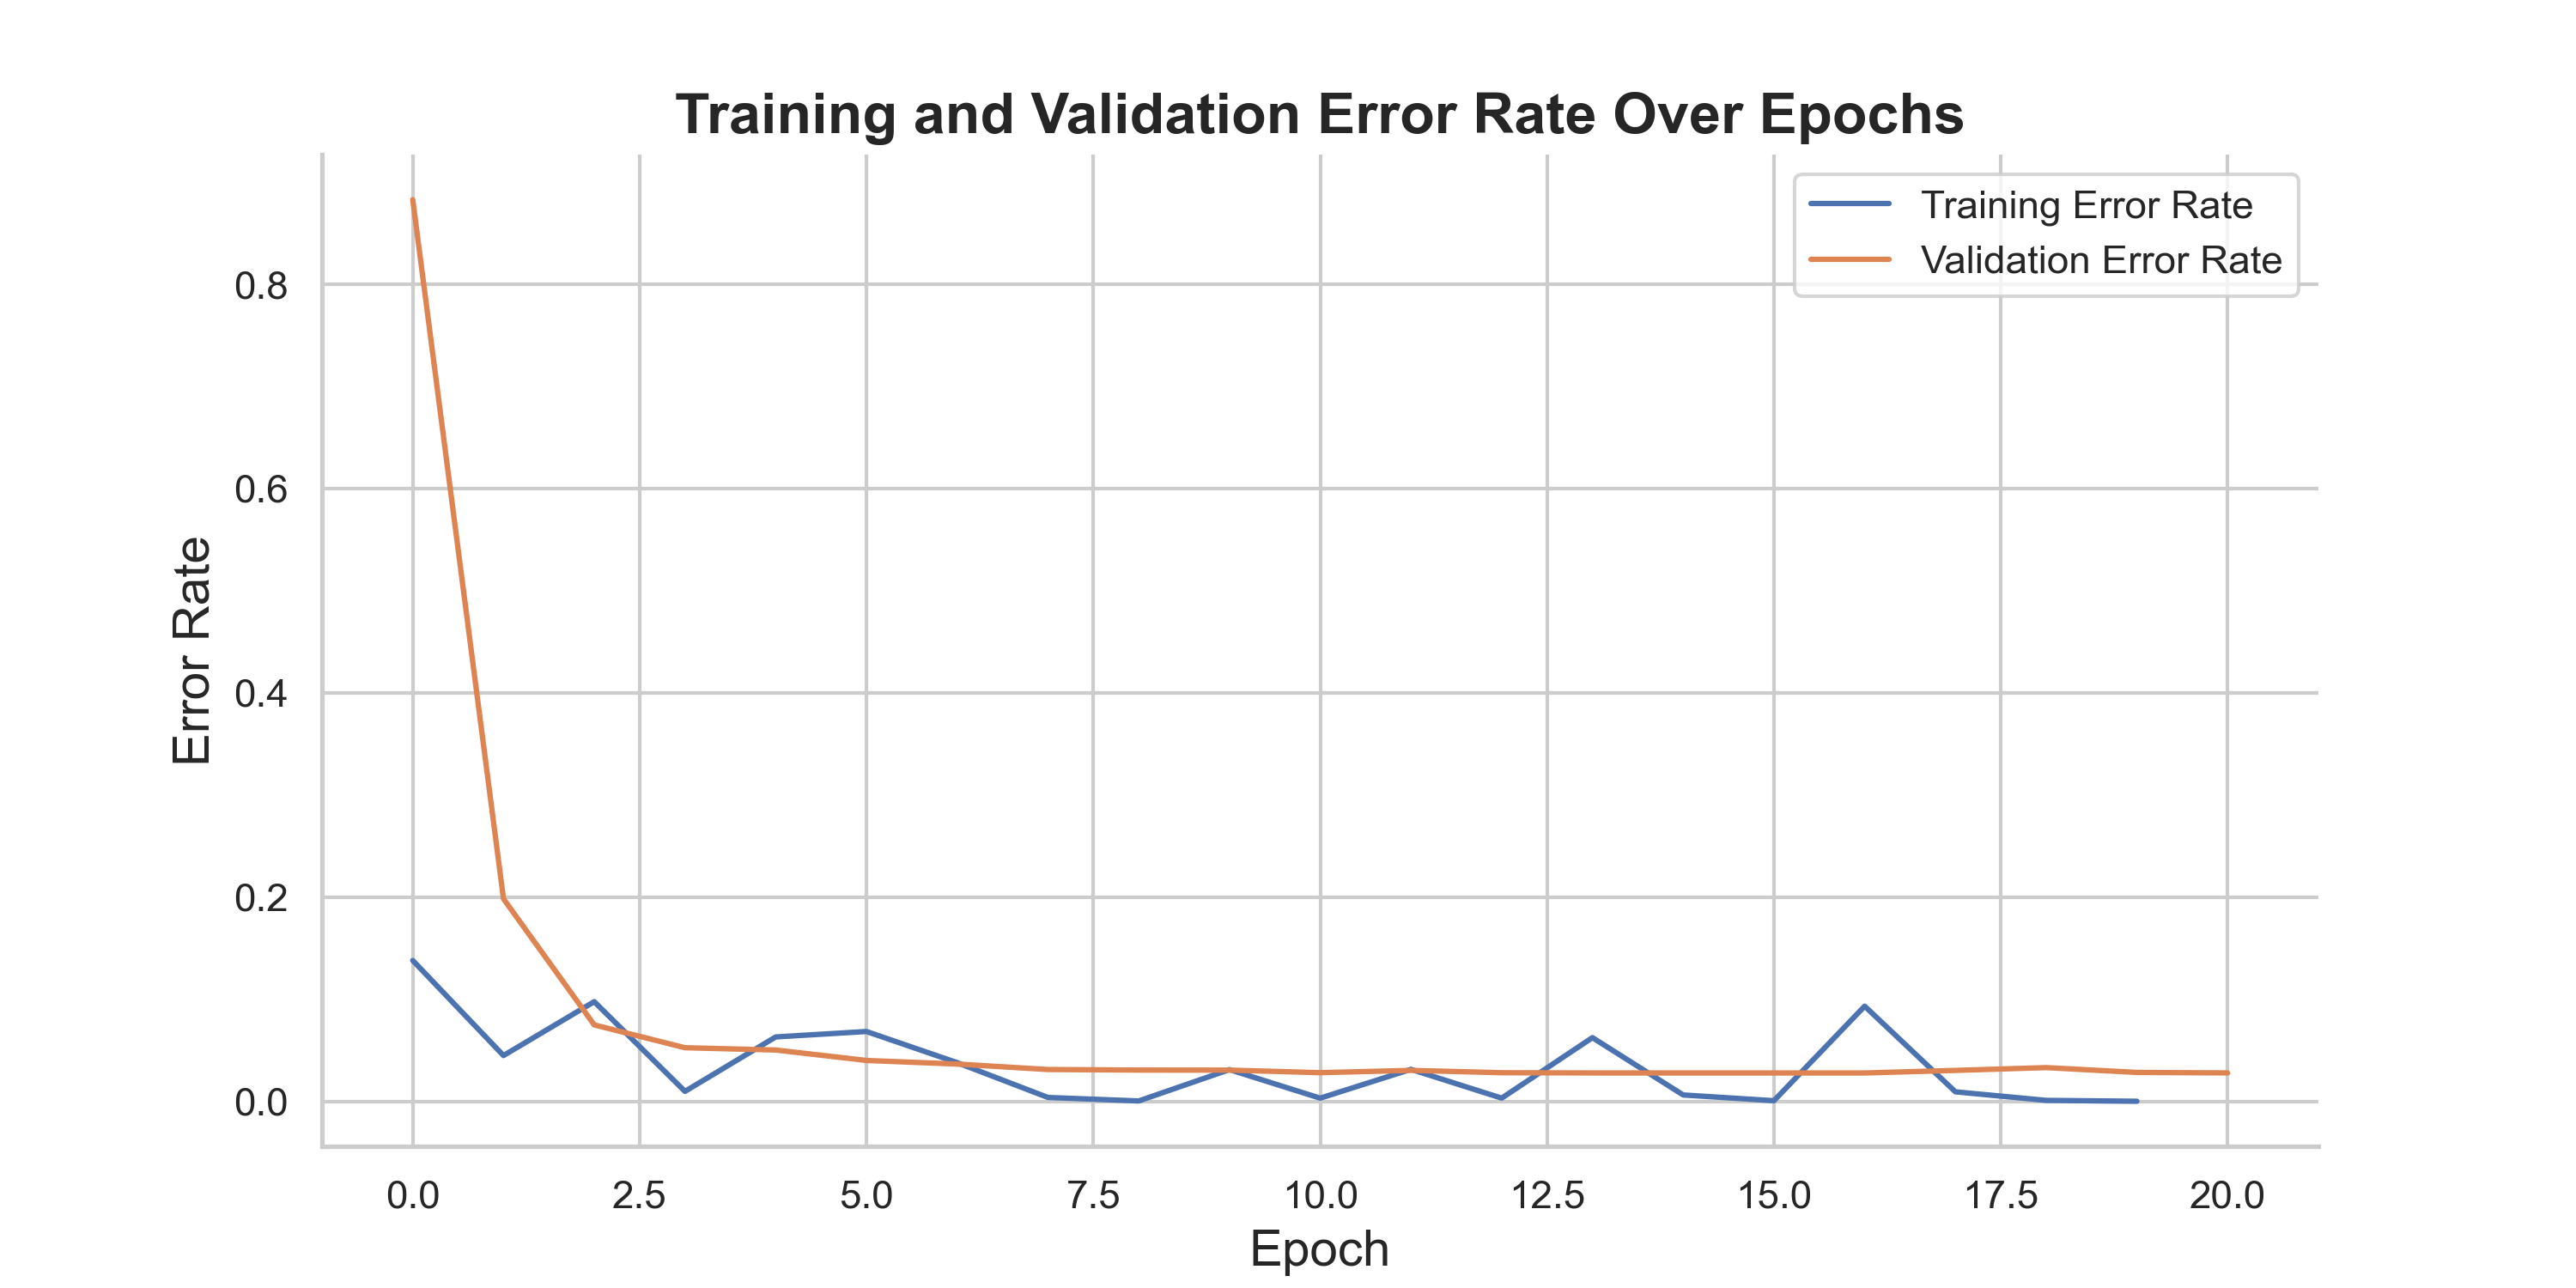 Training and Validation Error Rate Over Epochs
Training Error Rate
Validation Error Rate
Error Rate
0.8
0.6
0.4
0.2
0.0
0.0 2.5 5.0 7.5 10.0 12.5 15.0 17.5 20.0
Epoch